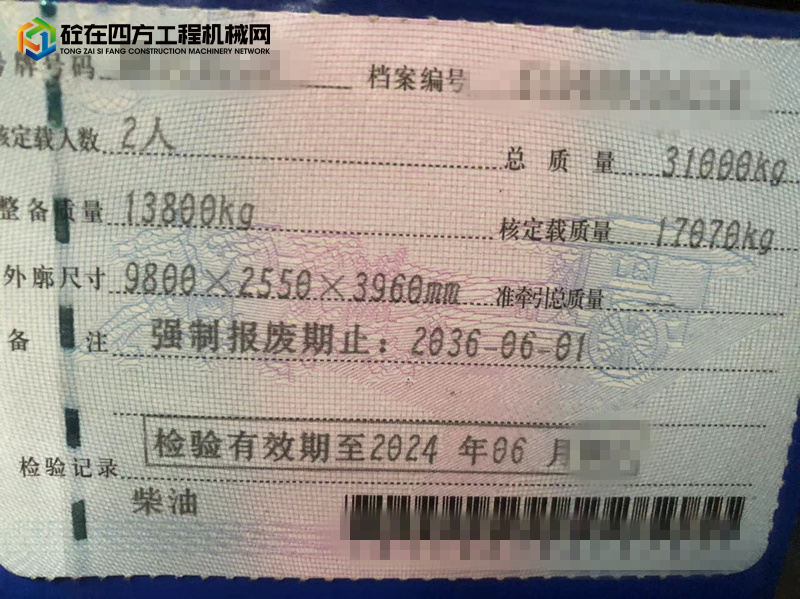 砼在四方工程机械网
TONG ZAI SI FANG CONSTRUCTION MACHINERY NETWORK
号牌号码 档案编号
核定载人数 2人 总质量 31000kg
整备质量 13800kg 核定载质量 17070kg
外廓尺寸 9800×2550×3960mm 准牵引总质量 --
备注 强制报废期止：2036-06-01
检验有效期至2024 年06 月
检验记录
柴油